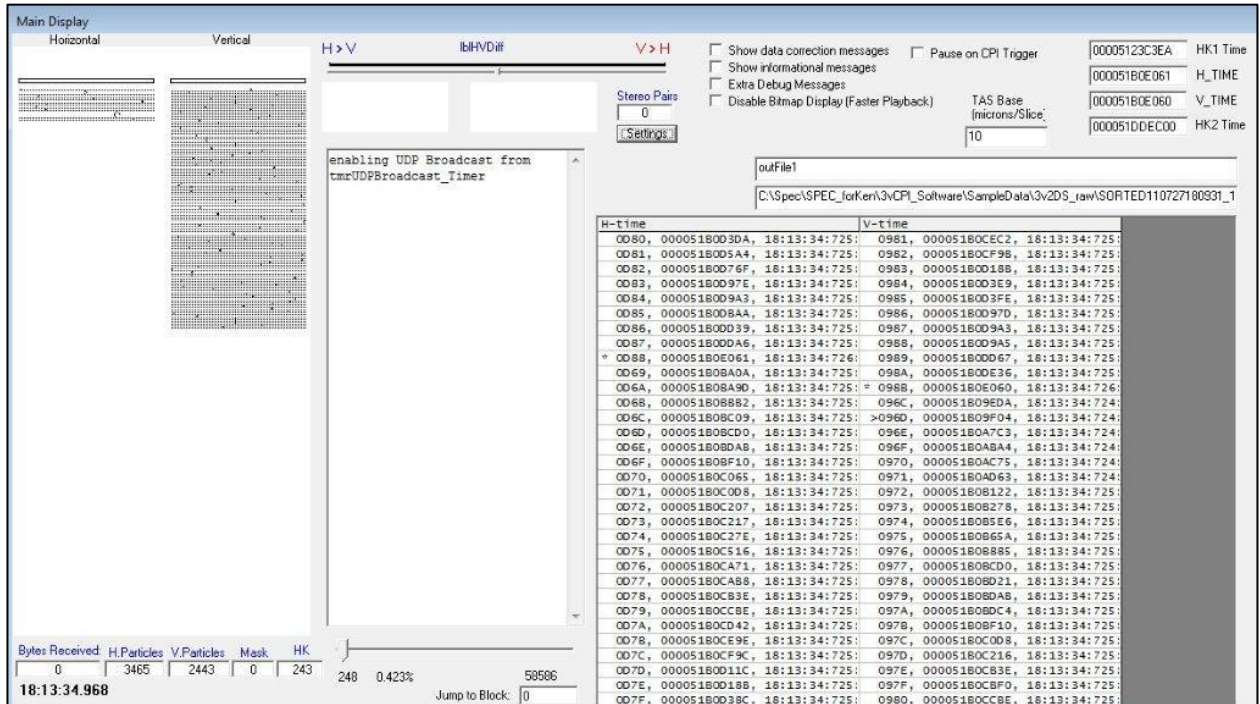 Main Display
Horizontal Vertical
H > V lblHVDiff V > H
Stereo Pairs
0
Settings
Show data correction messages
Show informational messages
Extra Debug Messages
Disable Bitmap Display (Faster Playback)
Pause on CPI Trigger
TAS Base
(microns/Slice)
10
00005123C3EA HK1 Time
000051B0E061 H_TIME
000051B0E060 V_TIME
000051DDEC00 HK2 Time
enabling UDP Broadcast from
tmrUDPBroadcast_Timer
outFile1
C:\Spec\SPEC_forKen\3vCPI_Software\SampleData\3v2DS_raw\SORTED110727180931_1
H-time V-time
0D80, 000051B0D3DA, 18:13:34:725: 0981, 000051B0CEC2, 18:13:34:725:
0D81, 000051B0D5A4, 18:13:34:725: 0982, 000051B0CF9B, 18:13:34:725:
0D82, 000051B0D76F, 18:13:34:725: 0983, 000051B0D18B, 18:13:34:725:
0D83, 000051B0D97E, 18:13:34:725: 0984, 000051B0D3E9, 18:13:34:725:
0D84, 000051B0D9A3, 18:13:34:725: 0985, 000051B0D3FE, 18:13:34:725:
0D85, 000051B0DBAA, 18:13:34:725: 0986, 000051B0D97D, 18:13:34:725:
0D86, 000051B0DD39, 18:13:34:725: 0987, 000051B0D9A3, 18:13:34:725:
0D87, 000051B0DDA6, 18:13:34:725: 0988, 000051B0D9A5, 18:13:34:725:
* 0D88, 000051B0E061, 18:13:34:726: 0989, 000051B0DD67, 18:13:34:725:
0D69, 000051B0BA0A, 18:13:34:725: 098A, 000051B0DE36, 18:13:34:725:
0D6A, 000051B0BA9D, 18:13:34:725: * 098B, 000051B0E060, 18:13:34:726:
0D6B, 000051B0BBB2, 18:13:34:725: 096C, 000051B09EDA, 18:13:34:724:
0D6C, 000051B0BC09, 18:13:34:725: >096D, 000051B09F04, 18:13:34:724:
0D6D, 000051B0BCD0, 18:13:34:725: 096E, 000051B0A7C3, 18:13:34:724:
0D6E, 000051B0BDAB, 18:13:34:725: 096F, 000051B0ABA4, 18:13:34:724:
0D6F, 000051B0BF10, 18:13:34:725: 0970, 000051B0AC75, 18:13:34:724:
0D70, 000051B0C065, 18:13:34:725: 0971, 000051B0AD63, 18:13:34:724:
0D71, 000051B0C0D8, 18:13:34:725: 0972, 000051B0B122, 18:13:34:725:
0D72, 000051B0C207, 18:13:34:725: 0973, 000051B0B278, 18:13:34:725:
0D73, 000051B0C217, 18:13:34:725: 0974, 000051B0B5E6, 18:13:34:725:
0D74, 000051B0C27E, 18:13:34:725: 0975, 000051B0B65A, 18:13:34:725:
0D75, 000051B0C516, 18:13:34:725: 0976, 000051B0B885, 18:13:34:725:
0D76, 000051B0CA71, 18:13:34:725: 0977, 000051B0BCD0, 18:13:34:725:
0D77, 000051B0CAB8, 18:13:34:725: 0978, 000051B0BD21, 18:13:34:725:
0D78, 000051B0CB3E, 18:13:34:725: 0979, 000051B0BDAB, 18:13:34:725:
0D79, 000051B0CCBE, 18:13:34:725: 097A, 000051B0BDC4, 18:13:34:725:
0D7A, 000051B0CD42, 18:13:34:725: 097B, 000051B0BF10, 18:13:34:725:
0D7B, 000051B0CE9E, 18:13:34:725: 097C, 000051B0C0D8, 18:13:34:725:
0D7C, 000051B0CF9C, 18:13:34:725: 097D, 000051B0C216, 18:13:34:725:
0D7D, 000051B0D11C, 18:13:34:725: 097E, 000051B0CB3E, 18:13:34:725:
0D7E, 000051B0D18B, 18:13:34:725: 097F, 000051B0CBF0, 18:13:34:725:
0D7F, 000051B0D38C, 18:13:34:725: 0980, 000051B0CCBE, 18:13:34:725:
Bytes Received: H.Particles V.Particles Mask HK
0 3465 2443 0 243
18:13:34.968
248 0.423% 58586
Jump to Block: 0